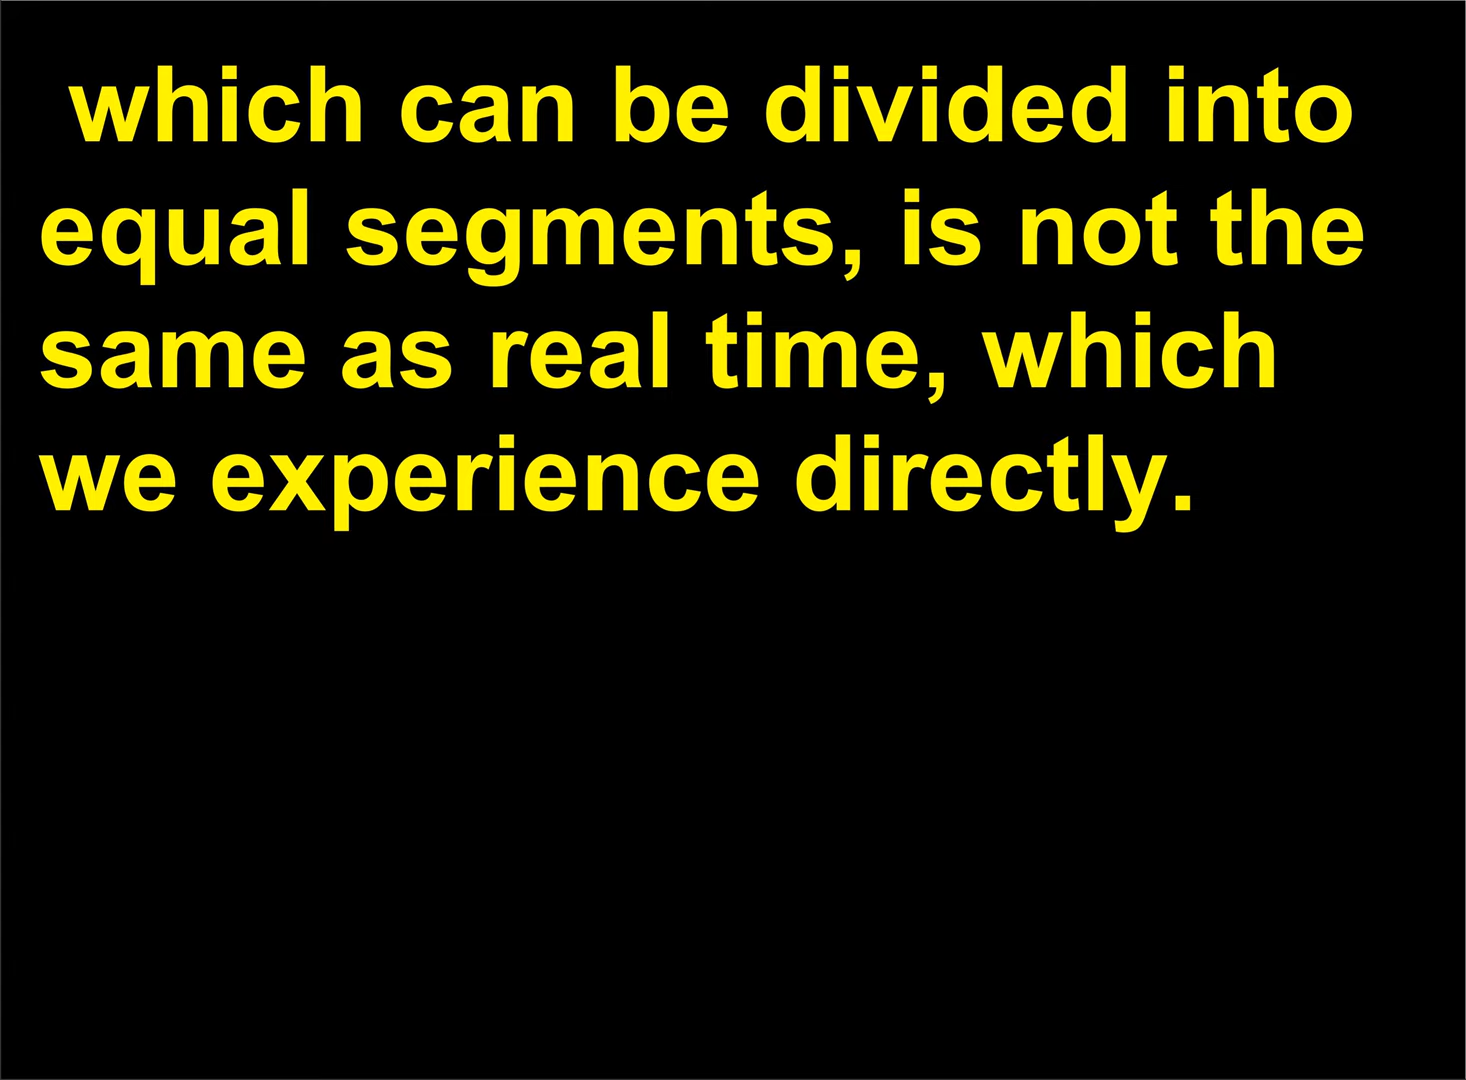 which can be divided into
equal segments, is not the
same as real time, which
we experience directly.